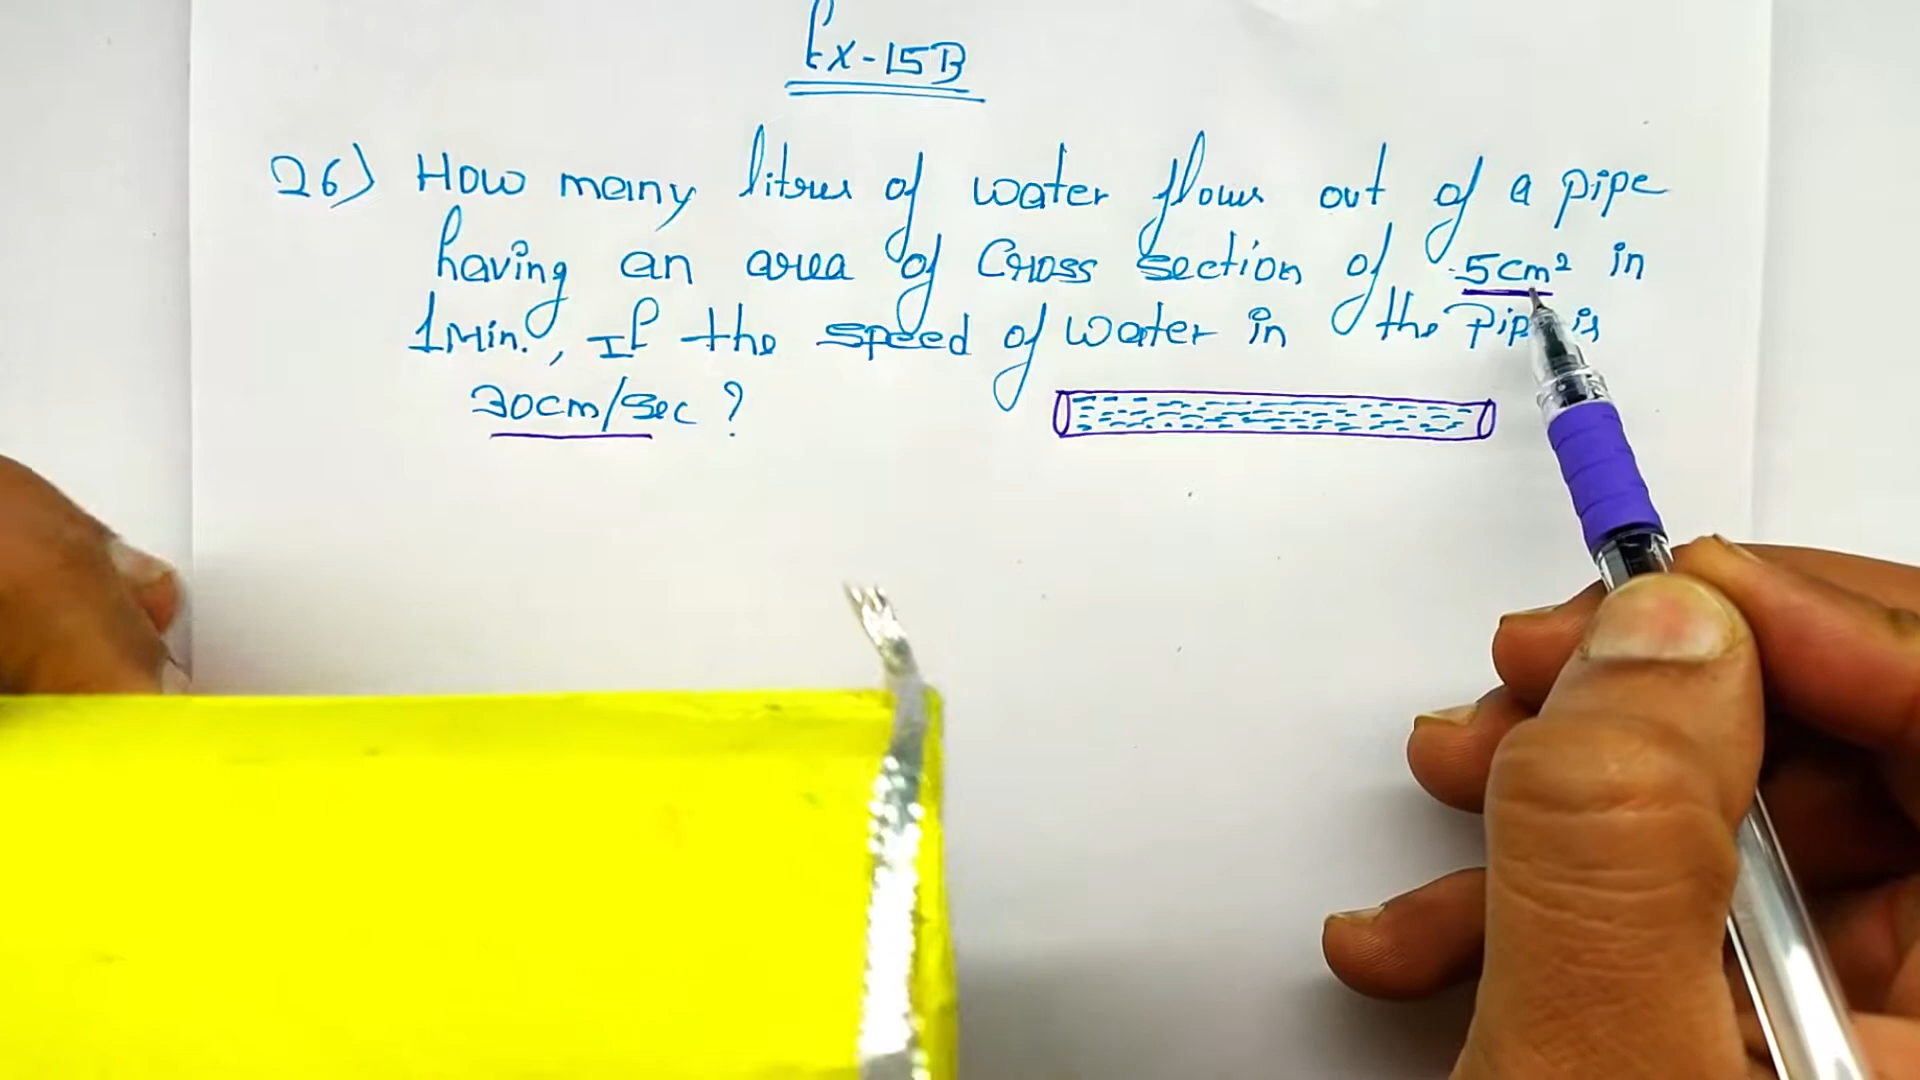 Ex-15B
26) How many litres of water flows out of a pipe
having an area of Cross section of 5cm² in
1Min., If the speed of water in the Pipe is
30cm/sec ?